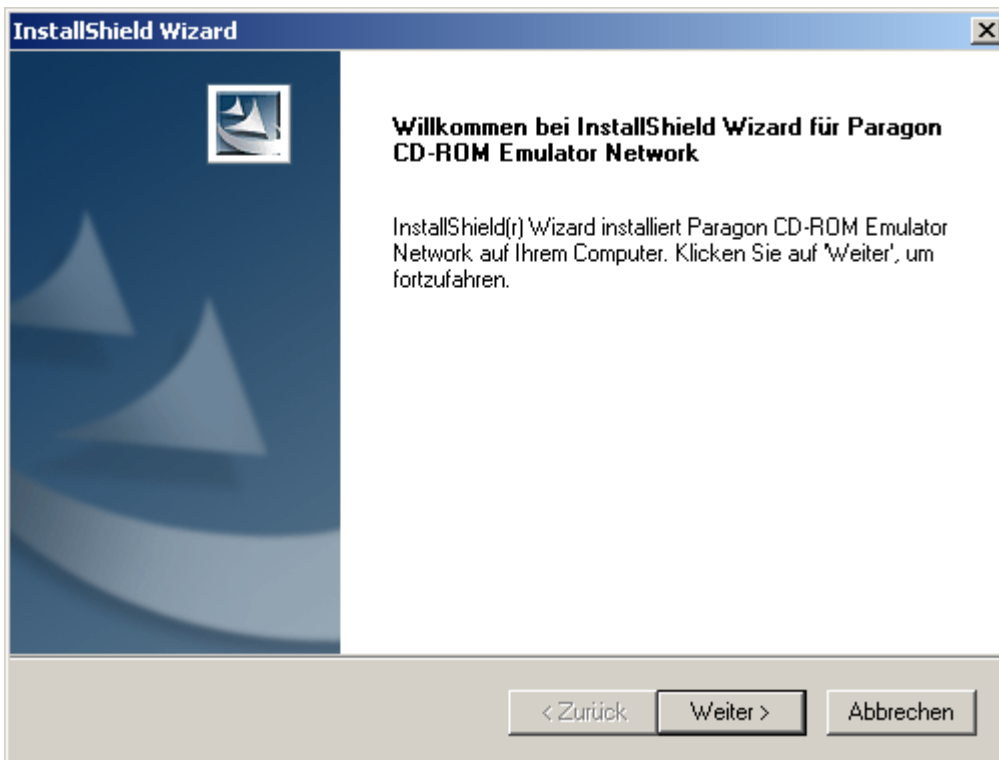 InstallShield Wizard
Willkommen bei InstallShield Wizard für Paragon
CD-ROM Emulator Network
InstallShield(r) Wizard installiert Paragon CD-ROM Emulator
Network auf Ihrem Computer. Klicken Sie auf 'Weiter', um
fortzufahren.
< Zurück
Weiter >
Abbrechen